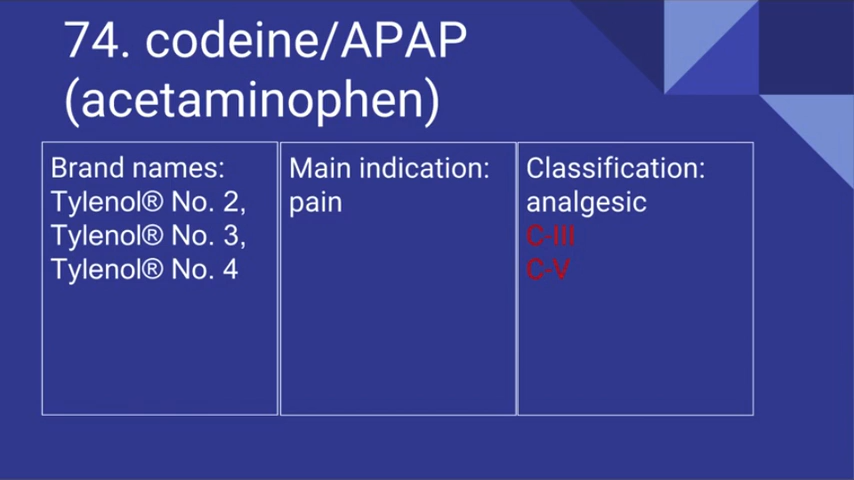 74. codeine/APAP
(acetaminophen)
Brand names:
Tylenol® No. 2,
Tylenol® No. 3,
Tylenol® No. 4
Main indication:
pain
Classification:
analgesic
C-III
C-V